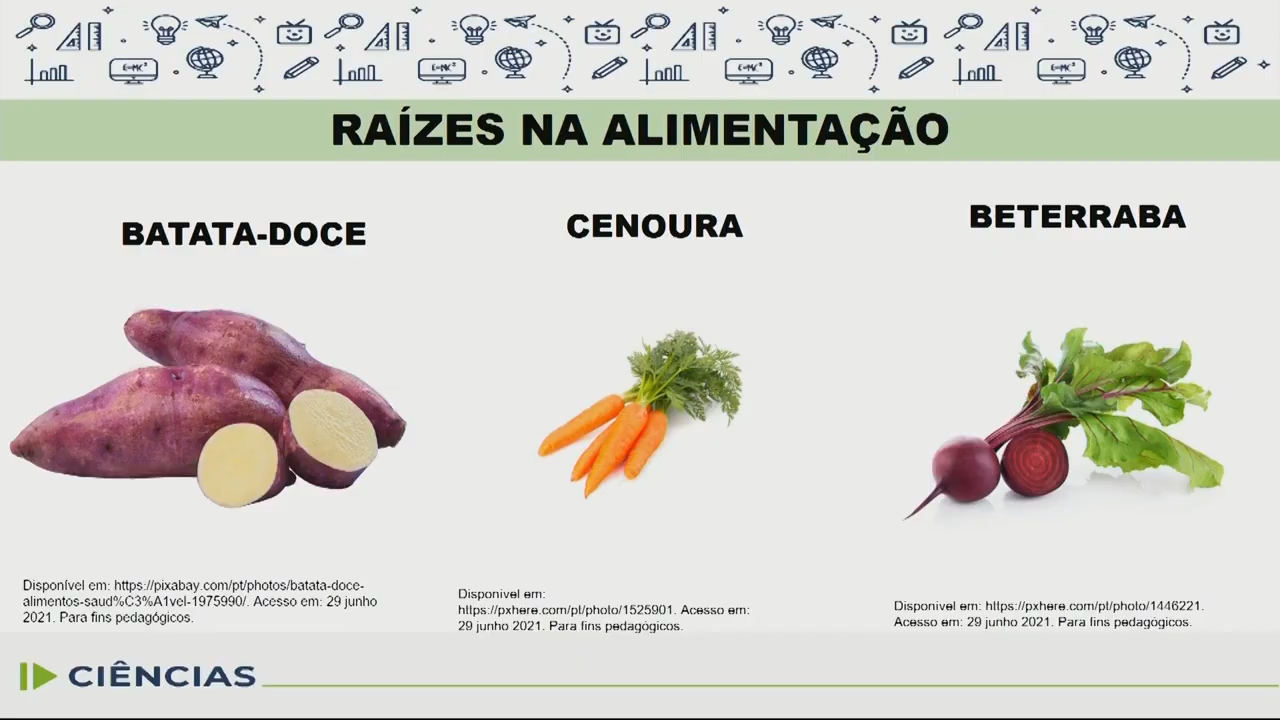 RAÍZES NA ALIMENTAÇÃO
BATATA-DOCE
CENOURA
BETERRABA
Disponível em: https://pixabay.com/pt/photos/batata-doce-
alimentos-saud%C3%A1vel-1975990/. Acesso em: 29 junho
2021. Para fins pedagógicos.
Disponível em:
https://pxhere.com/pt/photo/1525901. Acesso em:
29 junho 2021. Para fins pedagógicos.
Disponível em: https://pxhere.com/pt/photo/1446221.
Acesso em: 29 junho 2021. Para fins pedagógicos.
CIÊNCIAS